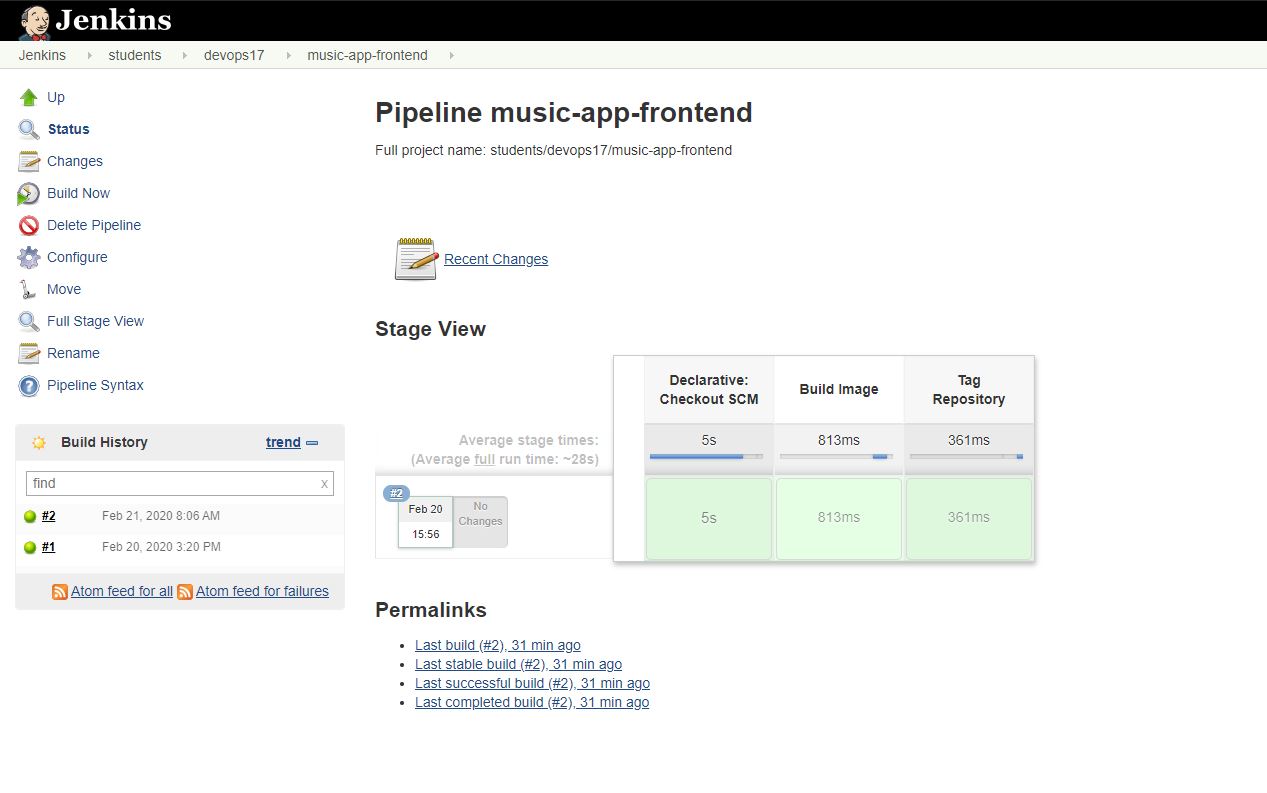 Jenkins
Jenkins students devops17 music-app-frontend
Up
Status
Changes
Build Now
Delete Pipeline
Configure
Move
Full Stage View
Rename
Pipeline Syntax
Build History trend
find x
#2 Feb 21, 2020 8:06 AM
#1 Feb 20, 2020 3:20 PM
Atom feed for all Atom feed for failures
Pipeline music-app-frontend
Full project name: students/devops17/music-app-frontend
Recent Changes
Stage View
Declarative:
Checkout SCM
Build Image
Tag
Repository
Average stage times:
(Average full run time: ~28s)
5s 813ms 361ms
#2
Feb 20
15:56
No
Changes
5s 813ms 361ms
Permalinks
Last build (#2), 31 min ago
Last stable build (#2), 31 min ago
Last successful build (#2), 31 min ago
Last completed build (#2), 31 min ago